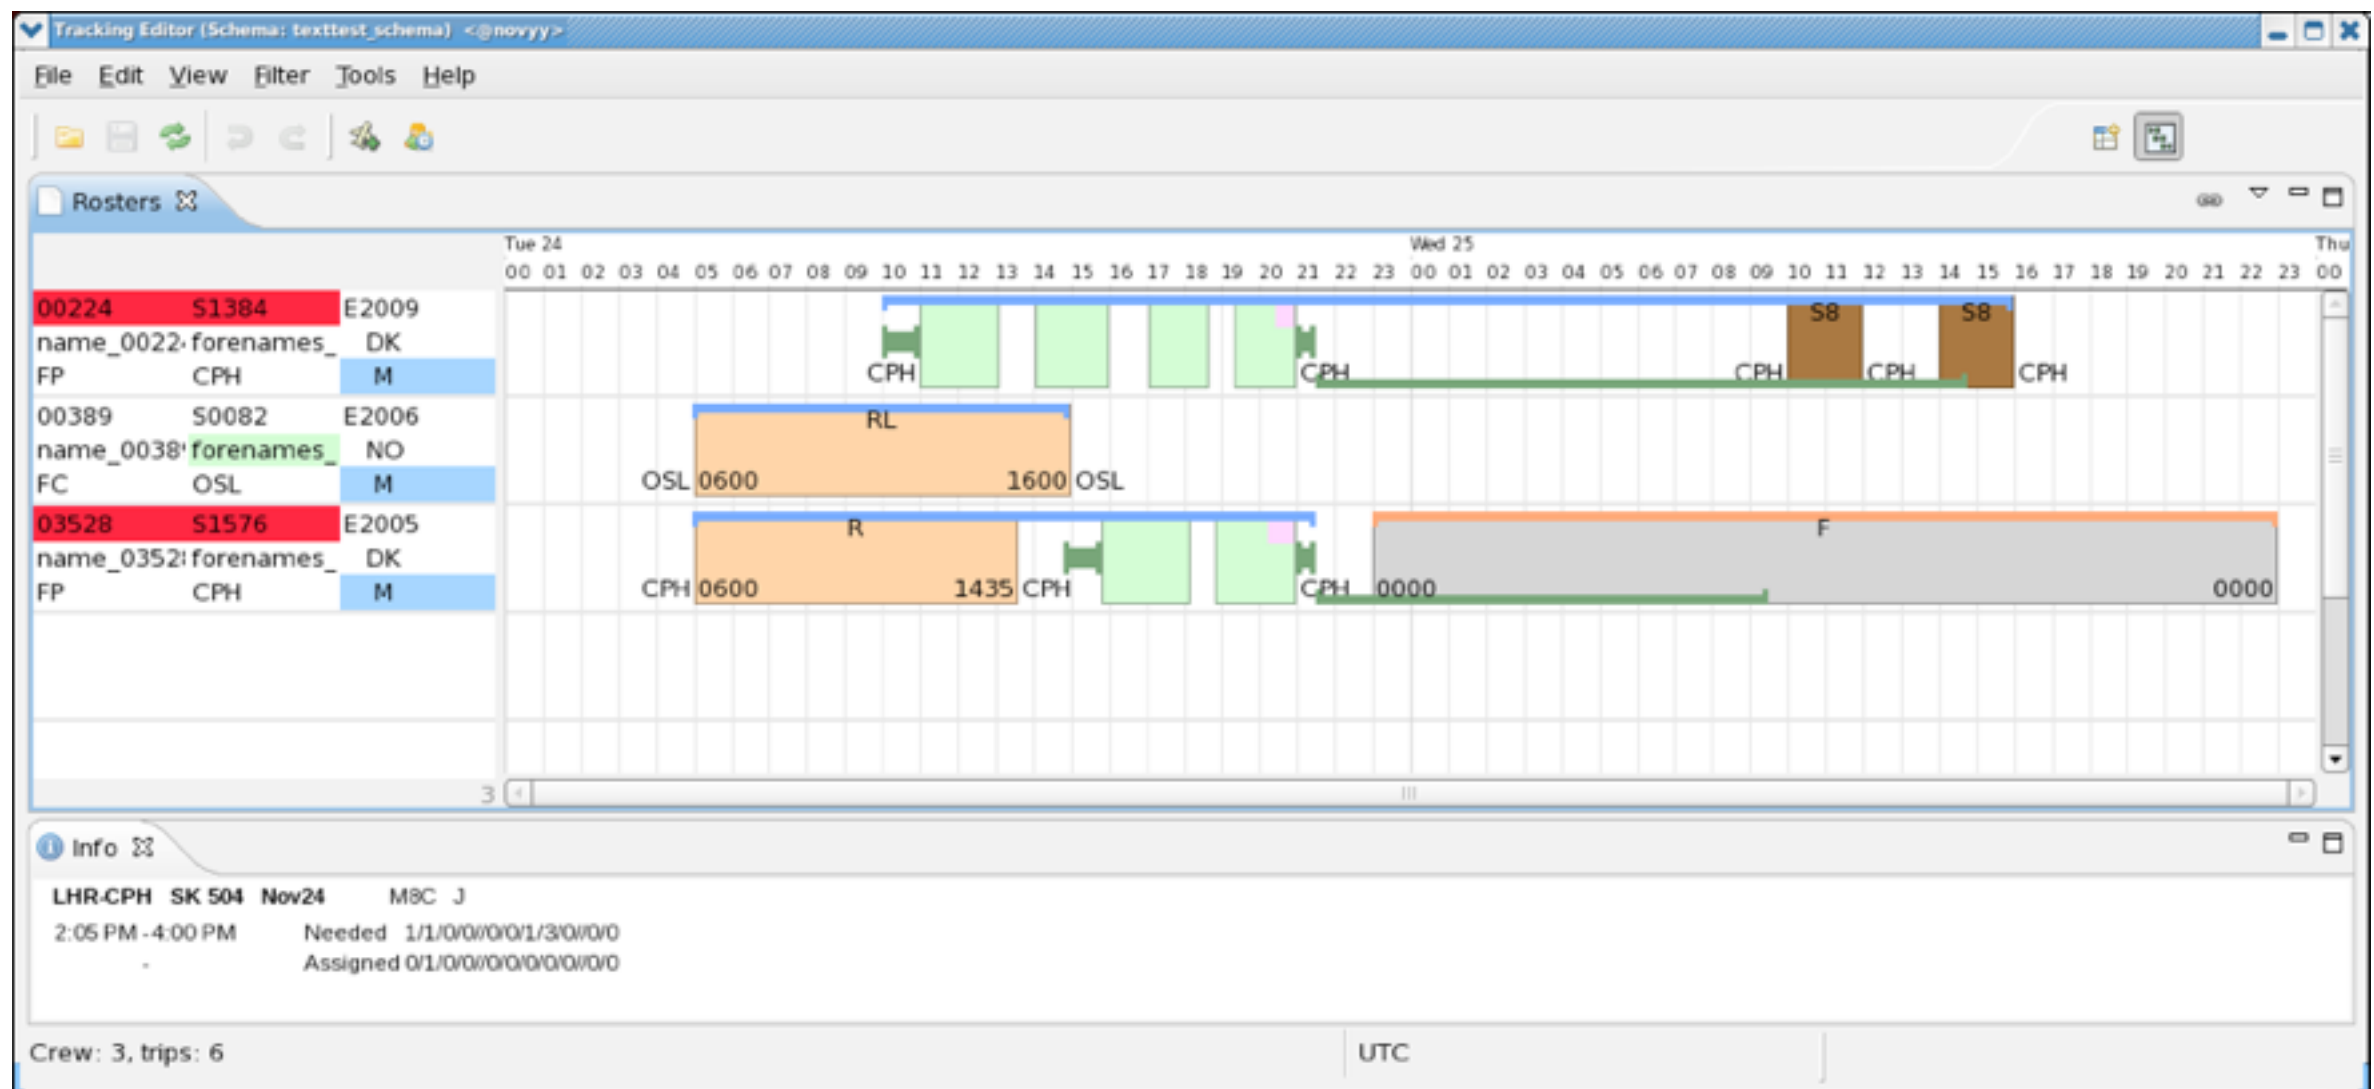 Tracking Editor (Schema: texttest_schema) <@novyy>
File Edit View Filter Tools Help
Rosters
Tue 24 Wed 25 Thu
00 01 02 03 04 05 06 07 08 09 10 11 12 13 14 15 16 17 18 19 20 21 22 23 00 01 02 03 04 05 06 07 08 09 10 11 12 13 14 15 16 17 18 19 20 21 22 23 00
00224 S1384 E2009 S8 S8
name_0022 forenames_ DK
FP CPH M CPH CPH CPH CPH CPH
00389 S0082 E2006 RL
name_0038 forenames_ NO
FC OSL M OSL 0600 1600 OSL
03528 S1576 E2005 R F
name_0352 forenames_ DK
FP CPH M CPH 0600 1435 CPH CPH 0000 0000
3
Info
LHR-CPH SK 504 Nov24 M8C J
2:05 PM - 4:00 PM Needed 1/1/0/0//0/0/1/3/0//0/0
- Assigned 0/1/0/0//0/0/0/0/0//0/0
Crew: 3, trips: 6 UTC